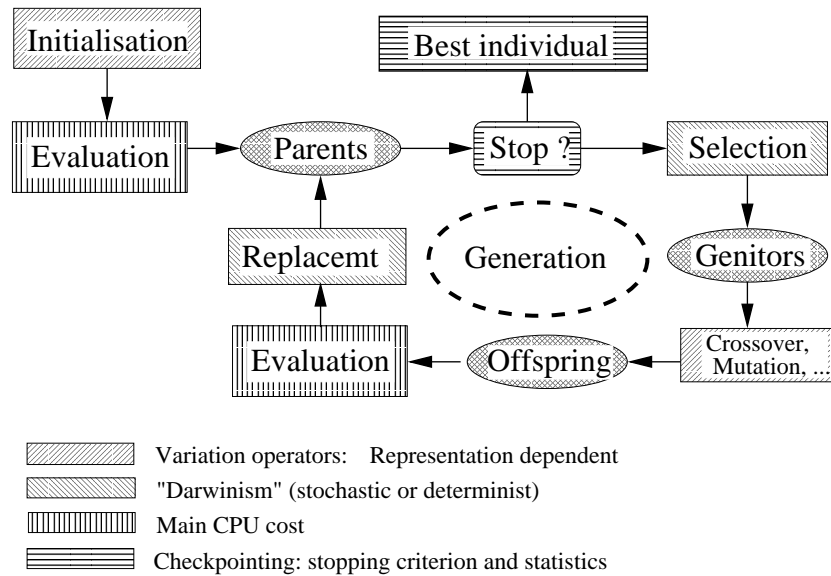 Initialisation
Best individual
Evaluation
Parents
Stop ?
Selection
Replacemt
Generation
Genitors
Evaluation
Offspring
Crossover,
Mutation, ...
Variation operators: Representation dependent
"Darwinism" (stochastic or determinist)
Main CPU cost
Checkpointing: stopping criterion and statistics